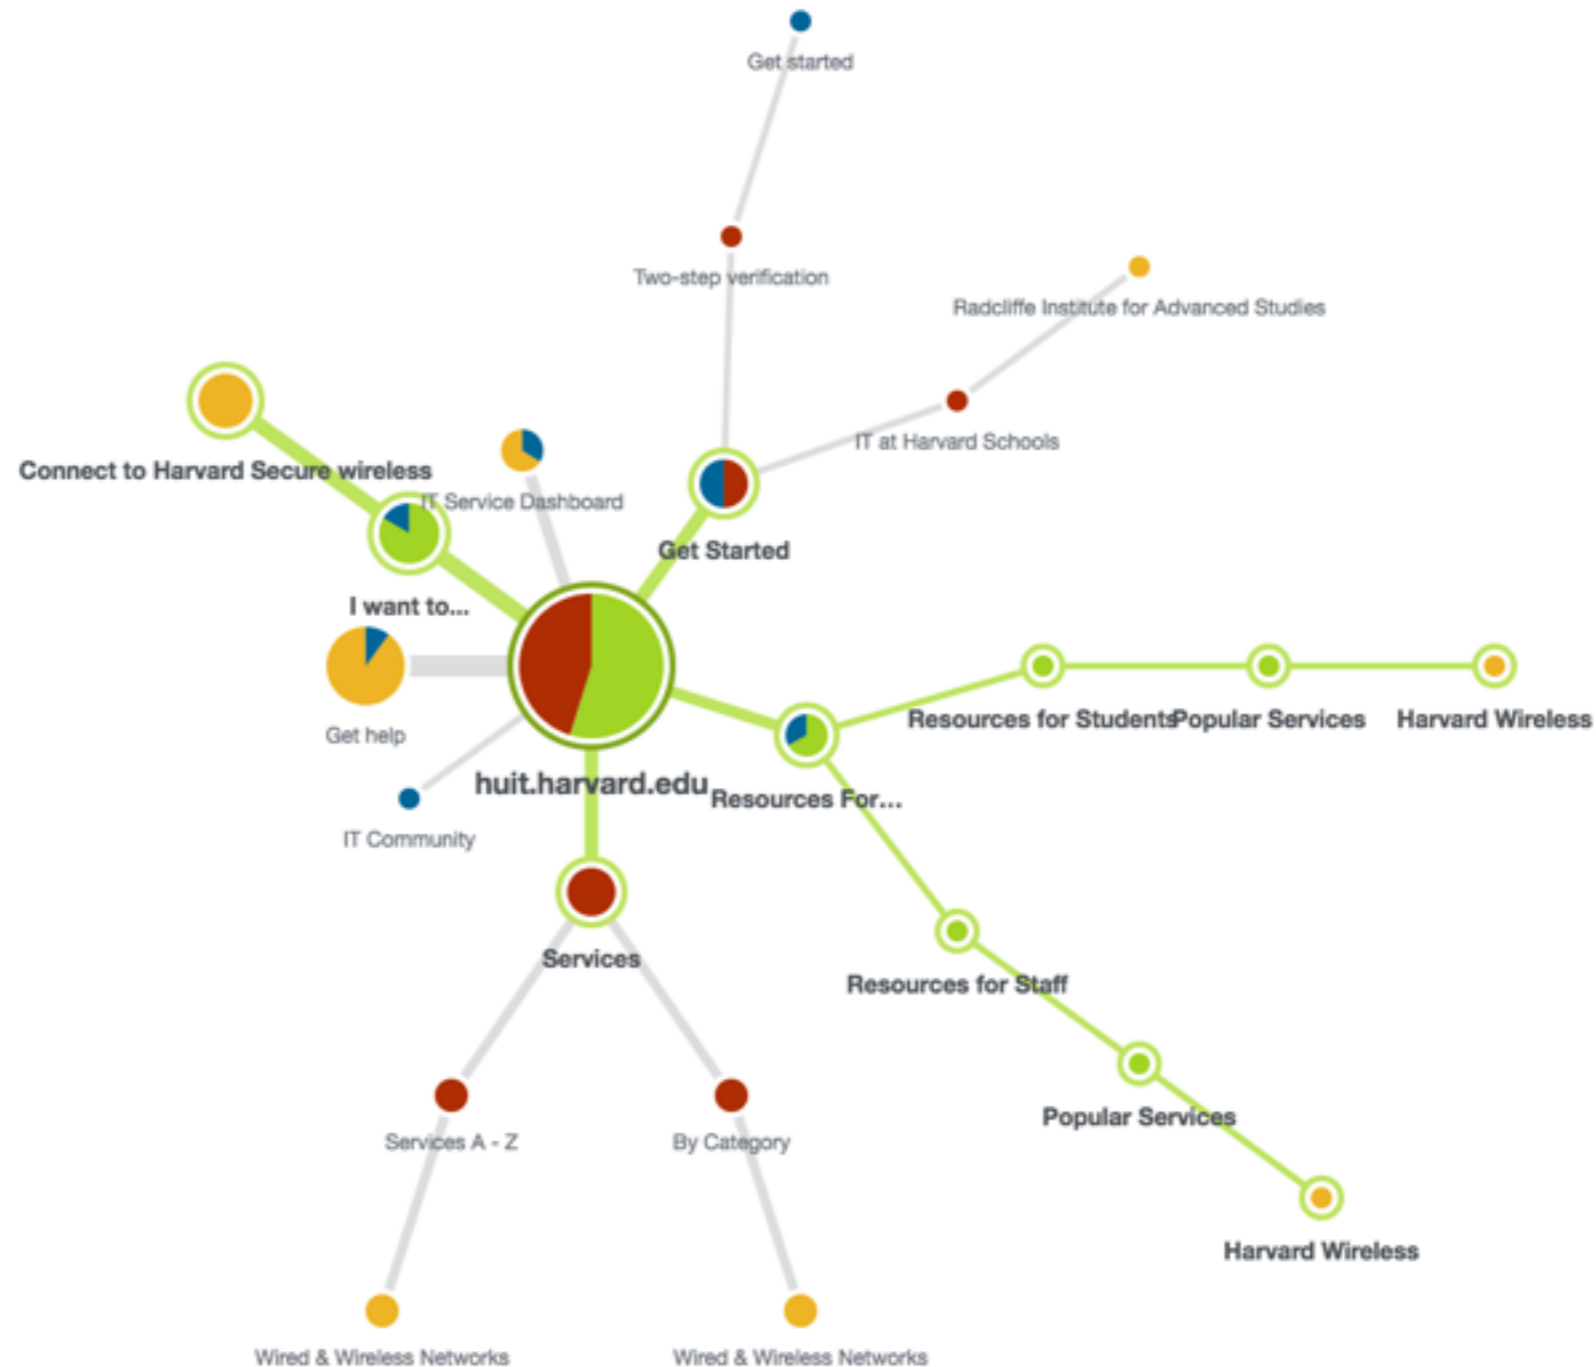 Get started
Two-step verification
Radcliffe Institute for Advanced Studies
IT at Harvard Schools
Connect to Harvard Secure wireless
IT Service Dashboard
Get Started
I want to...
Get help
huit.harvard.edu
Resources For...
Resources for Students
Popular Services
Harvard Wireless
IT Community
Services
Resources for Staff
Popular Services
Services A - Z
By Category
Harvard Wireless
Wired & Wireless Networks
Wired & Wireless Networks